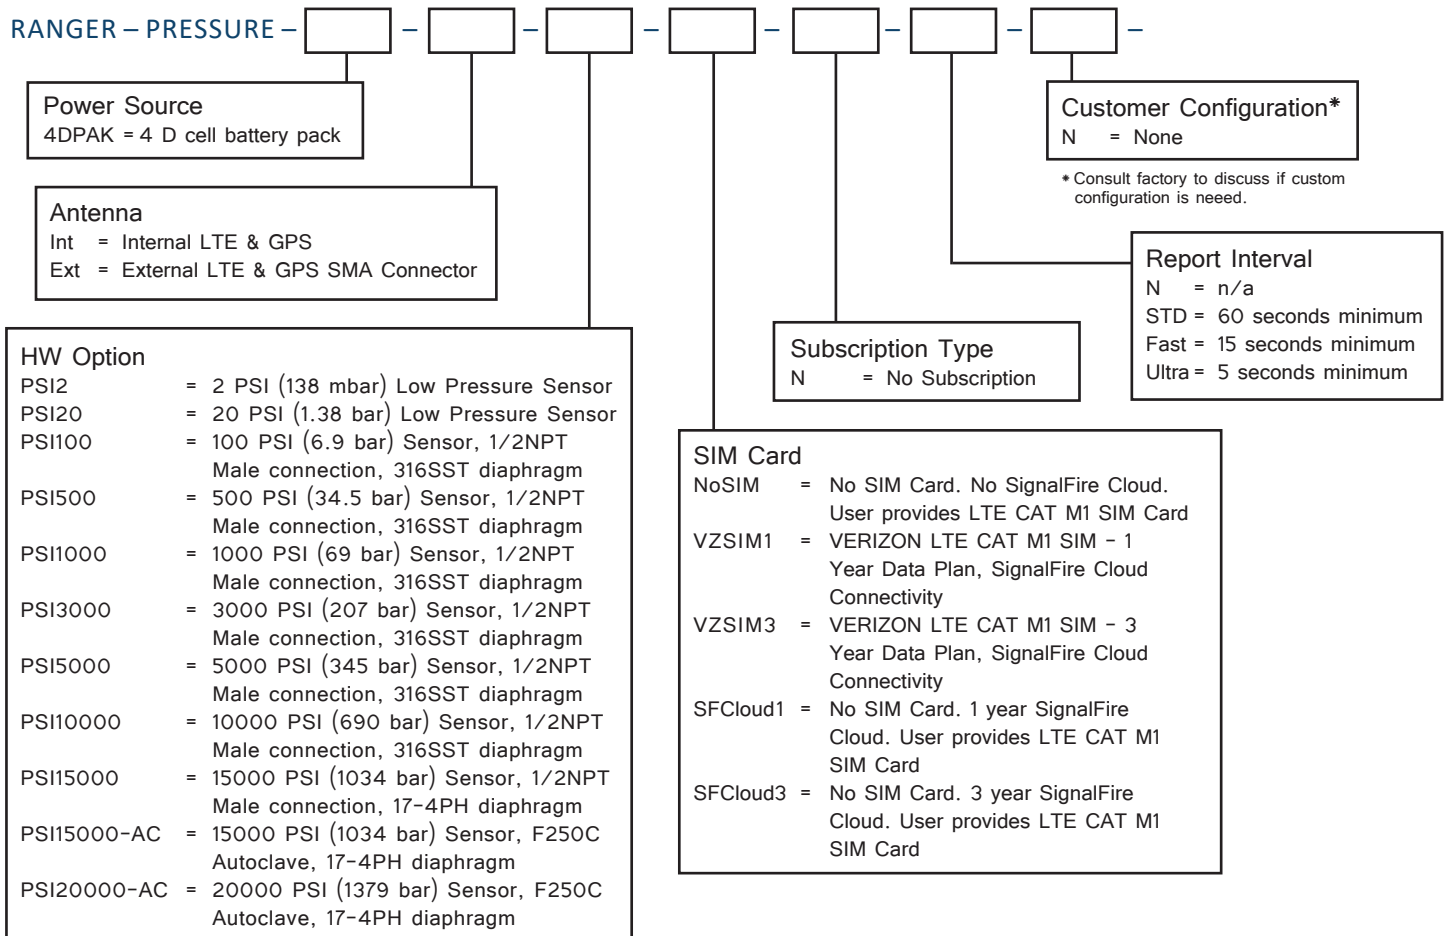 RANGER – PRESSURE – – – – – – – –
Power Source
4DPAK = 4 D cell battery pack
Antenna
Int = Internal LTE & GPS
Ext = External LTE & GPS SMA Connector
HW Option
PSI2 = 2 PSI (138 mbar) Low Pressure Sensor
PSI20 = 20 PSI (1.38 bar) Low Pressure Sensor
PSI100 = 100 PSI (6.9 bar) Sensor, 1/2NPT
Male connection, 316SST diaphragm
PSI500 = 500 PSI (34.5 bar) Sensor, 1/2NPT
Male connection, 316SST diaphragm
PSI1000 = 1000 PSI (69 bar) Sensor, 1/2NPT
Male connection, 316SST diaphragm
PSI3000 = 3000 PSI (207 bar) Sensor, 1/2NPT
Male connection, 316SST diaphragm
PSI5000 = 5000 PSI (345 bar) Sensor, 1/2NPT
Male connection, 316SST diaphragm
PSI10000 = 10000 PSI (690 bar) Sensor, 1/2NPT
Male connection, 316SST diaphragm
PSI15000 = 15000 PSI (1034 bar) Sensor, 1/2NPT
Male connection, 17-4PH diaphragm
PSI15000-AC = 15000 PSI (1034 bar) Sensor, F250C
Autoclave, 17-4PH diaphragm
PSI20000-AC = 20000 PSI (1379 bar) Sensor, F250C
Autoclave, 17-4PH diaphragm
SIM Card
NoSIM = No SIM Card. No SignalFire Cloud.
User provides LTE CAT M1 SIM Card
VZSIM1 = VERIZON LTE CAT M1 SIM - 1
Year Data Plan, SignalFire Cloud
Connectivity
VZSIM3 = VERIZON LTE CAT M1 SIM - 3
Year Data Plan, SignalFire Cloud
Connectivity
SFCloud1 = No SIM Card. 1 year SignalFire
Cloud. User provides LTE CAT M1
SIM Card
SFCloud3 = No SIM Card. 3 year SignalFire
Cloud. User provides LTE CAT M1
SIM Card
Subscription Type
N = No Subscription
Report Interval
N = n/a
STD = 60 seconds minimum
Fast = 15 seconds minimum
Ultra = 5 seconds minimum
Customer Configuration*
N = None
* Consult factory to discuss if custom
configuration is neeed.